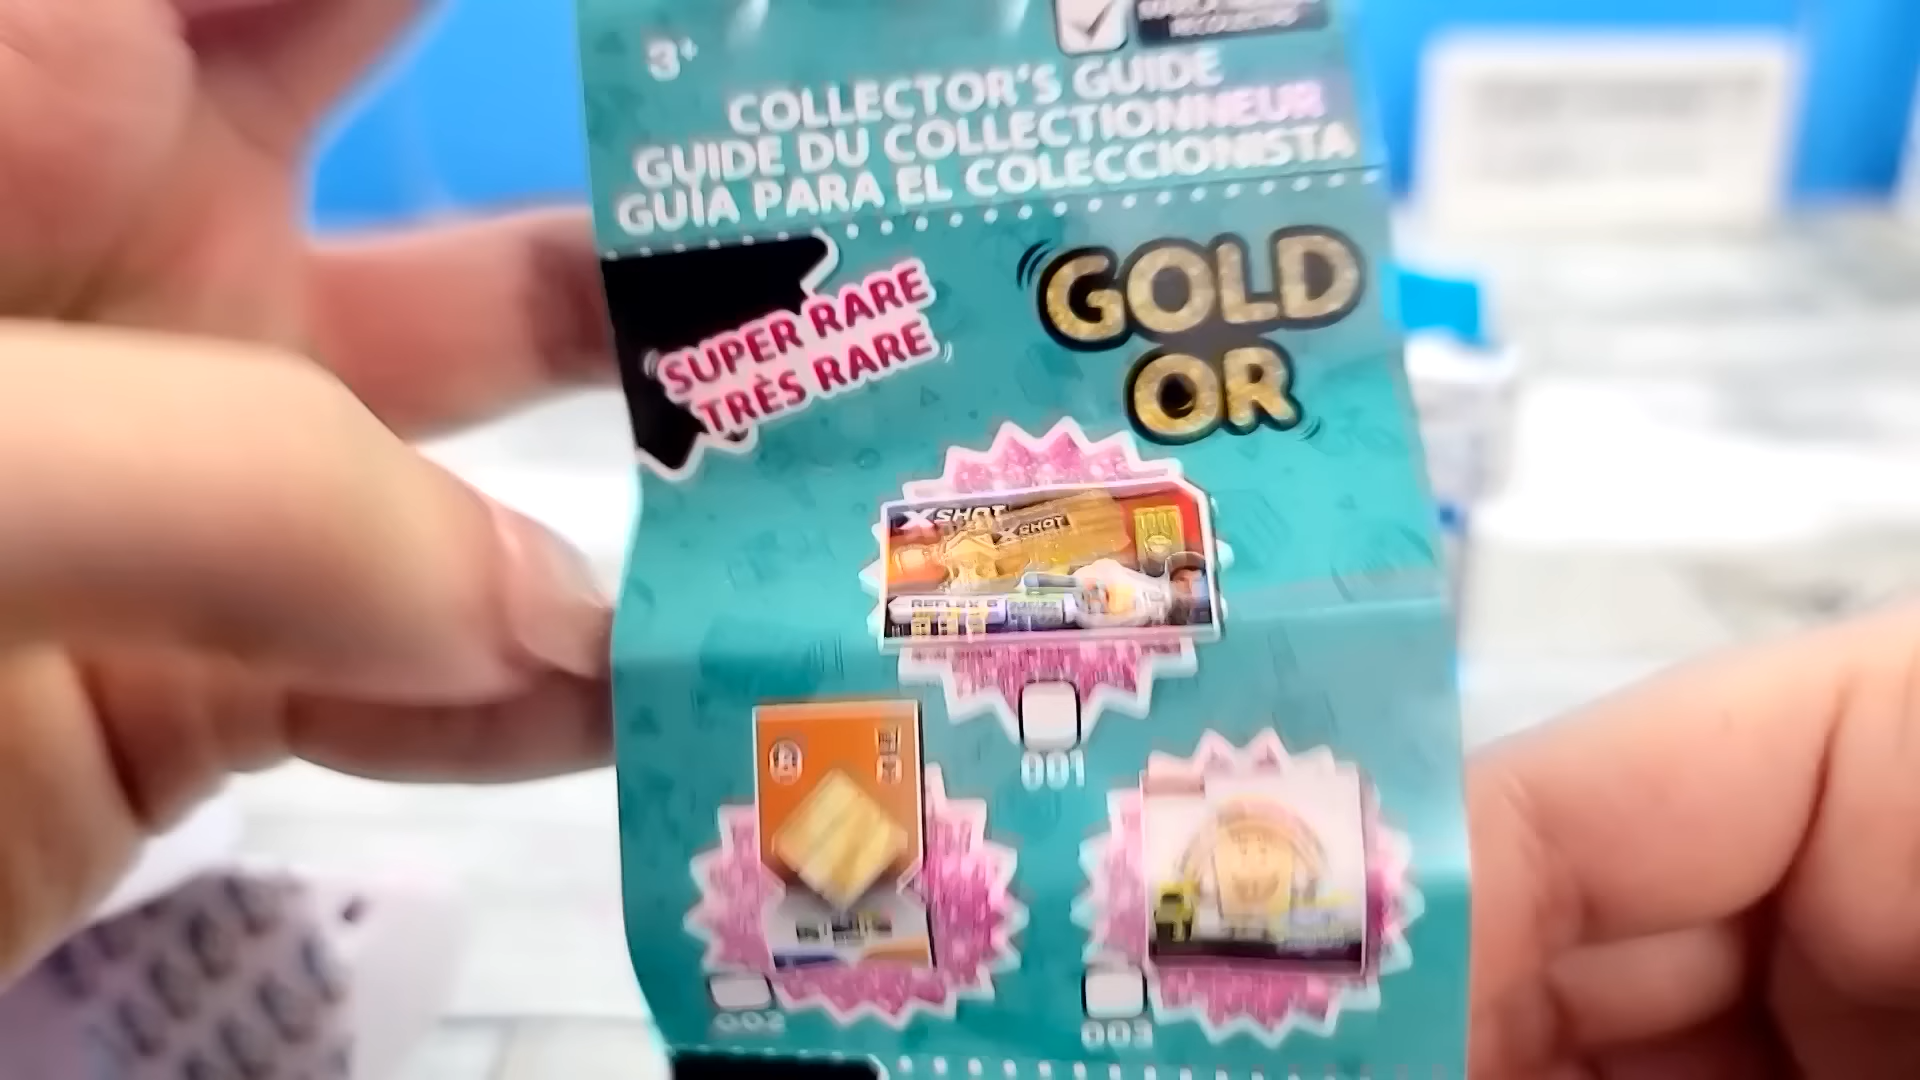 3+
COLLECTOR'S GUIDE
GUIDE DU COLLECTIONNEUR
GUÍA PARA EL COLECCIONISTA
SUPER RARE
TRÈS RARE
GOLD
OR
X SHOT
X SHOT
REFLEX 6
001
002
003